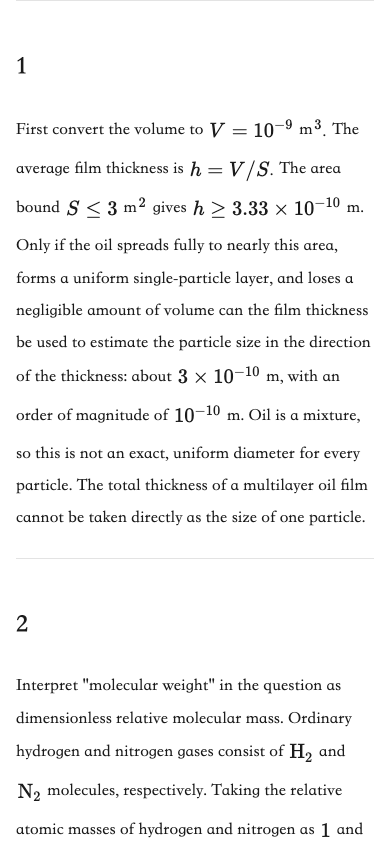 1
First convert the volume to V = 10⁻⁹ m³. The
average film thickness is h = V/S. The area
bound S ≤ 3 m² gives h ≥ 3.33 × 10⁻¹⁰ m.
Only if the oil spreads fully to nearly this area,
forms a uniform single-particle layer, and loses a
negligible amount of volume can the film thickness
be used to estimate the particle size in the direction
of the thickness: about 3 × 10⁻¹⁰ m, with an
order of magnitude of 10⁻¹⁰ m. Oil is a mixture,
so this is not an exact, uniform diameter for every
particle. The total thickness of a multilayer oil film
cannot be taken directly as the size of one particle.
2
Interpret "molecular weight" in the question as
dimensionless relative molecular mass. Ordinary
hydrogen and nitrogen gases consist of H₂ and
N₂ molecules, respectively. Taking the relative
atomic masses of hydrogen and nitrogen as 1 and